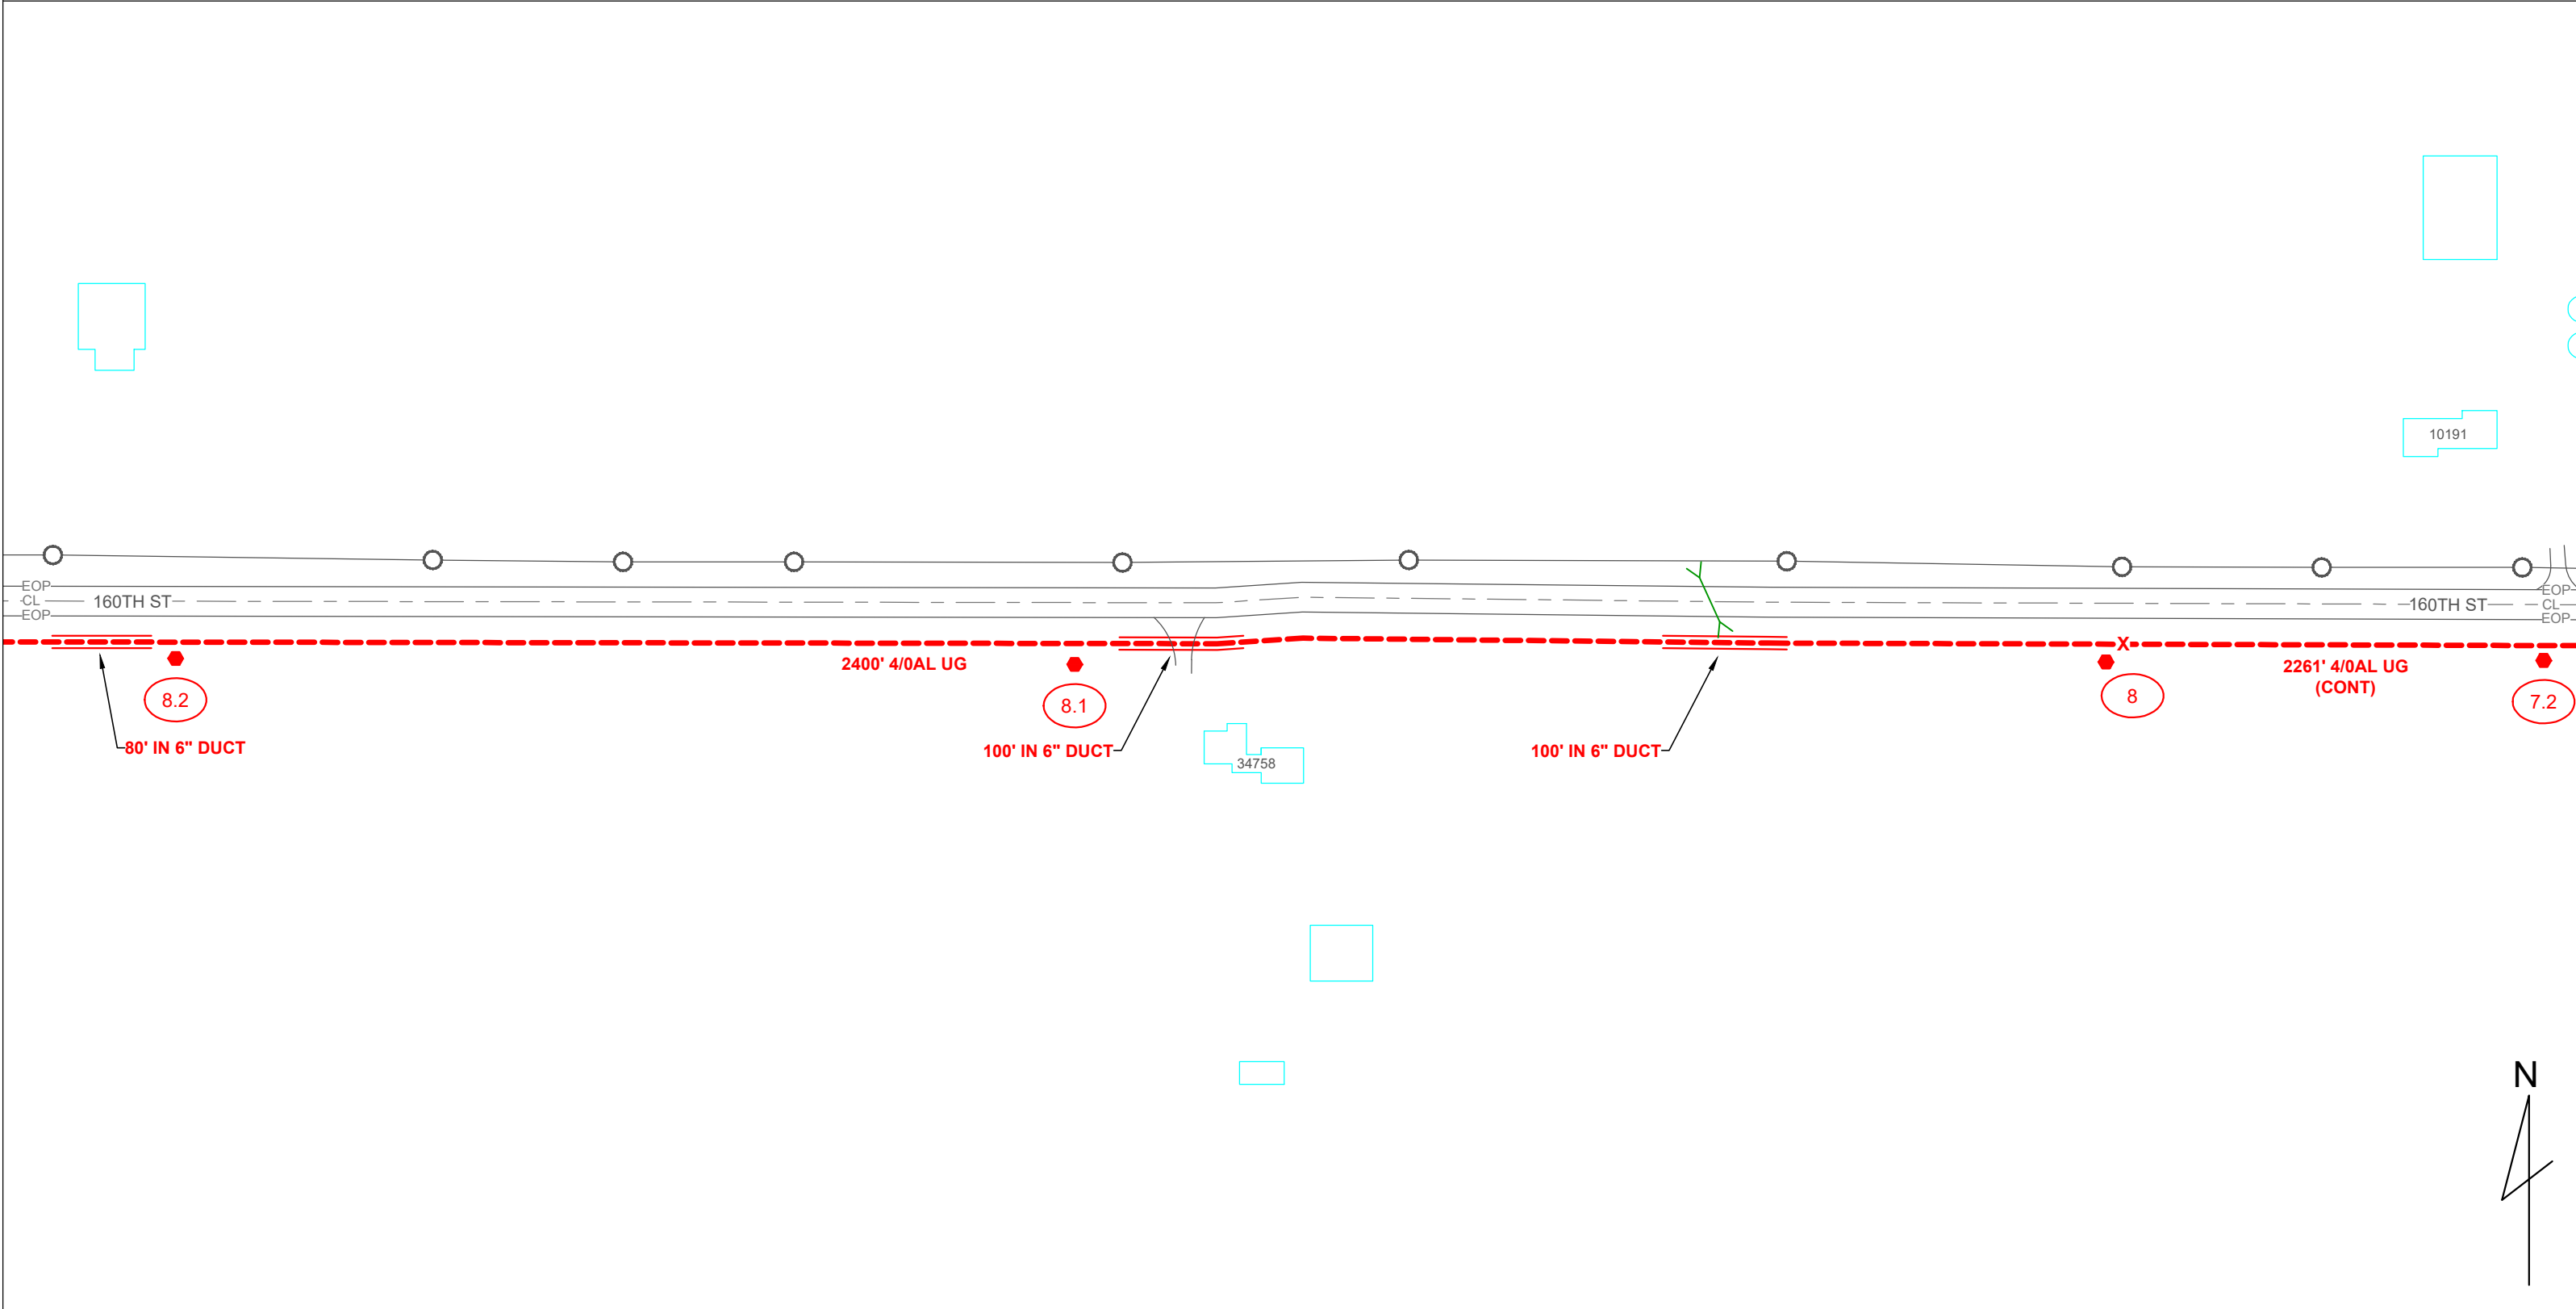 10191
EOP
CL
EOP
160TH ST
160TH ST
EOP
CL
EOP
2400' 4/0AL UG
X
2261' 4/0AL UG
(CONT)
8.2
8.1
8
7.2
80' IN 6" DUCT
100' IN 6" DUCT
100' IN 6" DUCT
34758
N